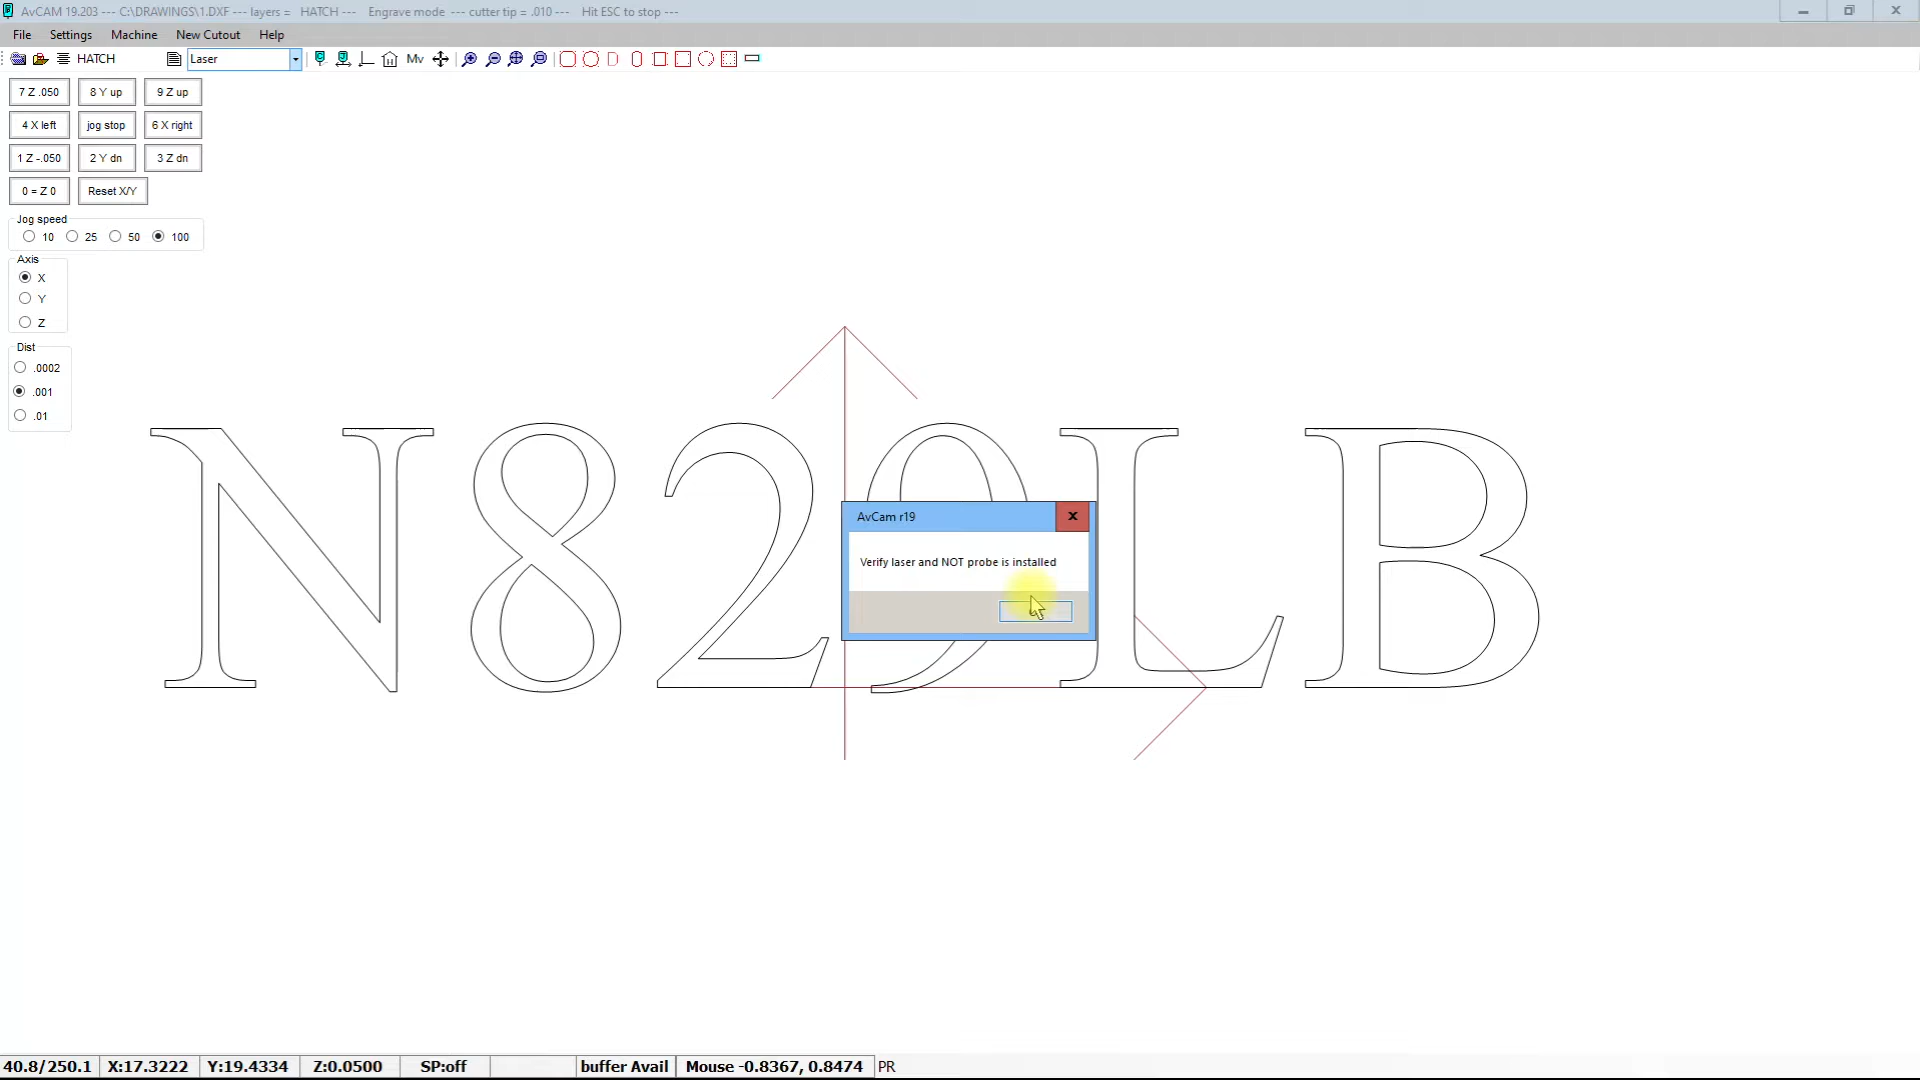 AvCAM 19.203 --- C:\DRAWINGS\1.DXF --- layers = HATCH --- Engrave mode --- cutter tip = .010 --- Hit ESC to stop ---
File Settings Machine New Cutout Help
HATCH Laser Mv
7 Z .050 8 Y up 9 Z up
4 X left jog stop 6 X right
1 Z -.050 2 Y dn 3 Z dn
0 = Z 0 Reset X/Y
Jog speed
10 25 50 100
Axis
X
Y
Z
Dist
.0002
.001
.01
N829LB
AvCam r19
Verify laser and NOT probe is installed
40.8/250.1 X:17.3222 Y:19.4334 Z:0.0500 SP:off buffer Avail Mouse -0.8367, 0.8474 PR